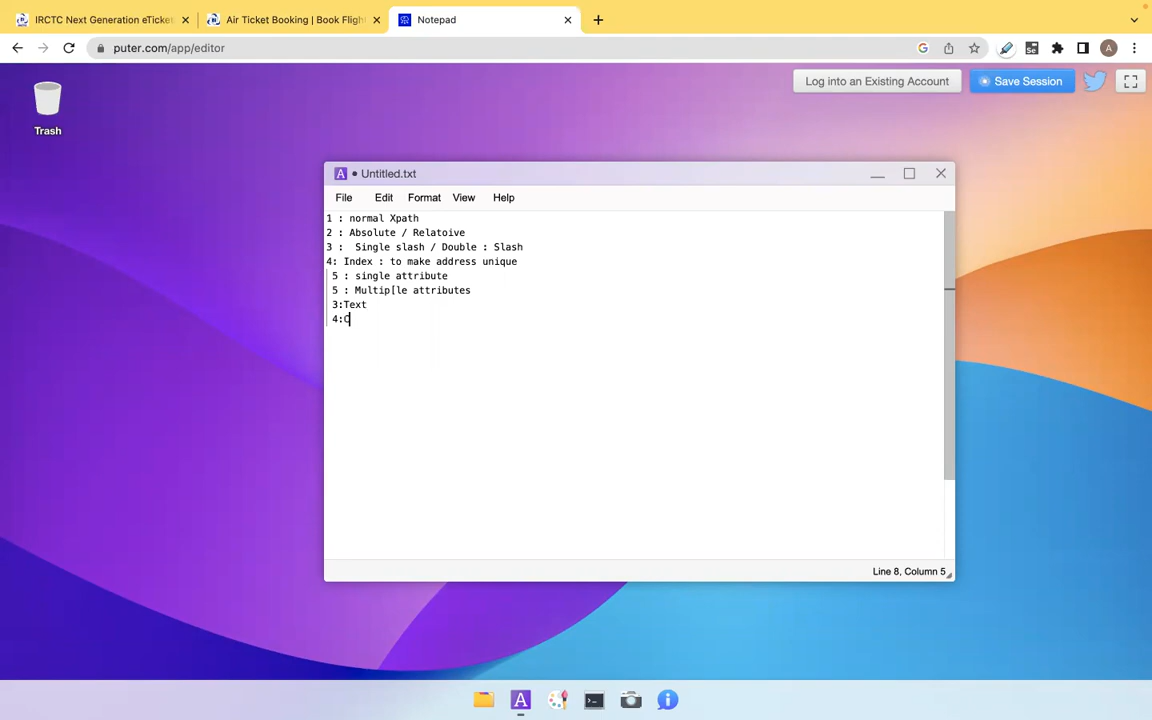 IRCTC Next Generation eTicket
Air Ticket Booking | Book Flight
Notepad
puter.com/app/editor
Se
A
Log into an Existing Account
Save Session
Trash
A
• Untitled.txt
File Edit Format View Help
1 : normal Xpath
2 : Absolute / Relatoive
3 :  Single slash / Double : Slash
4: Index : to make address unique
5 : single attribute
5 : Multip[le attributes
3:Text
4:C
Line 8, Column 5
A